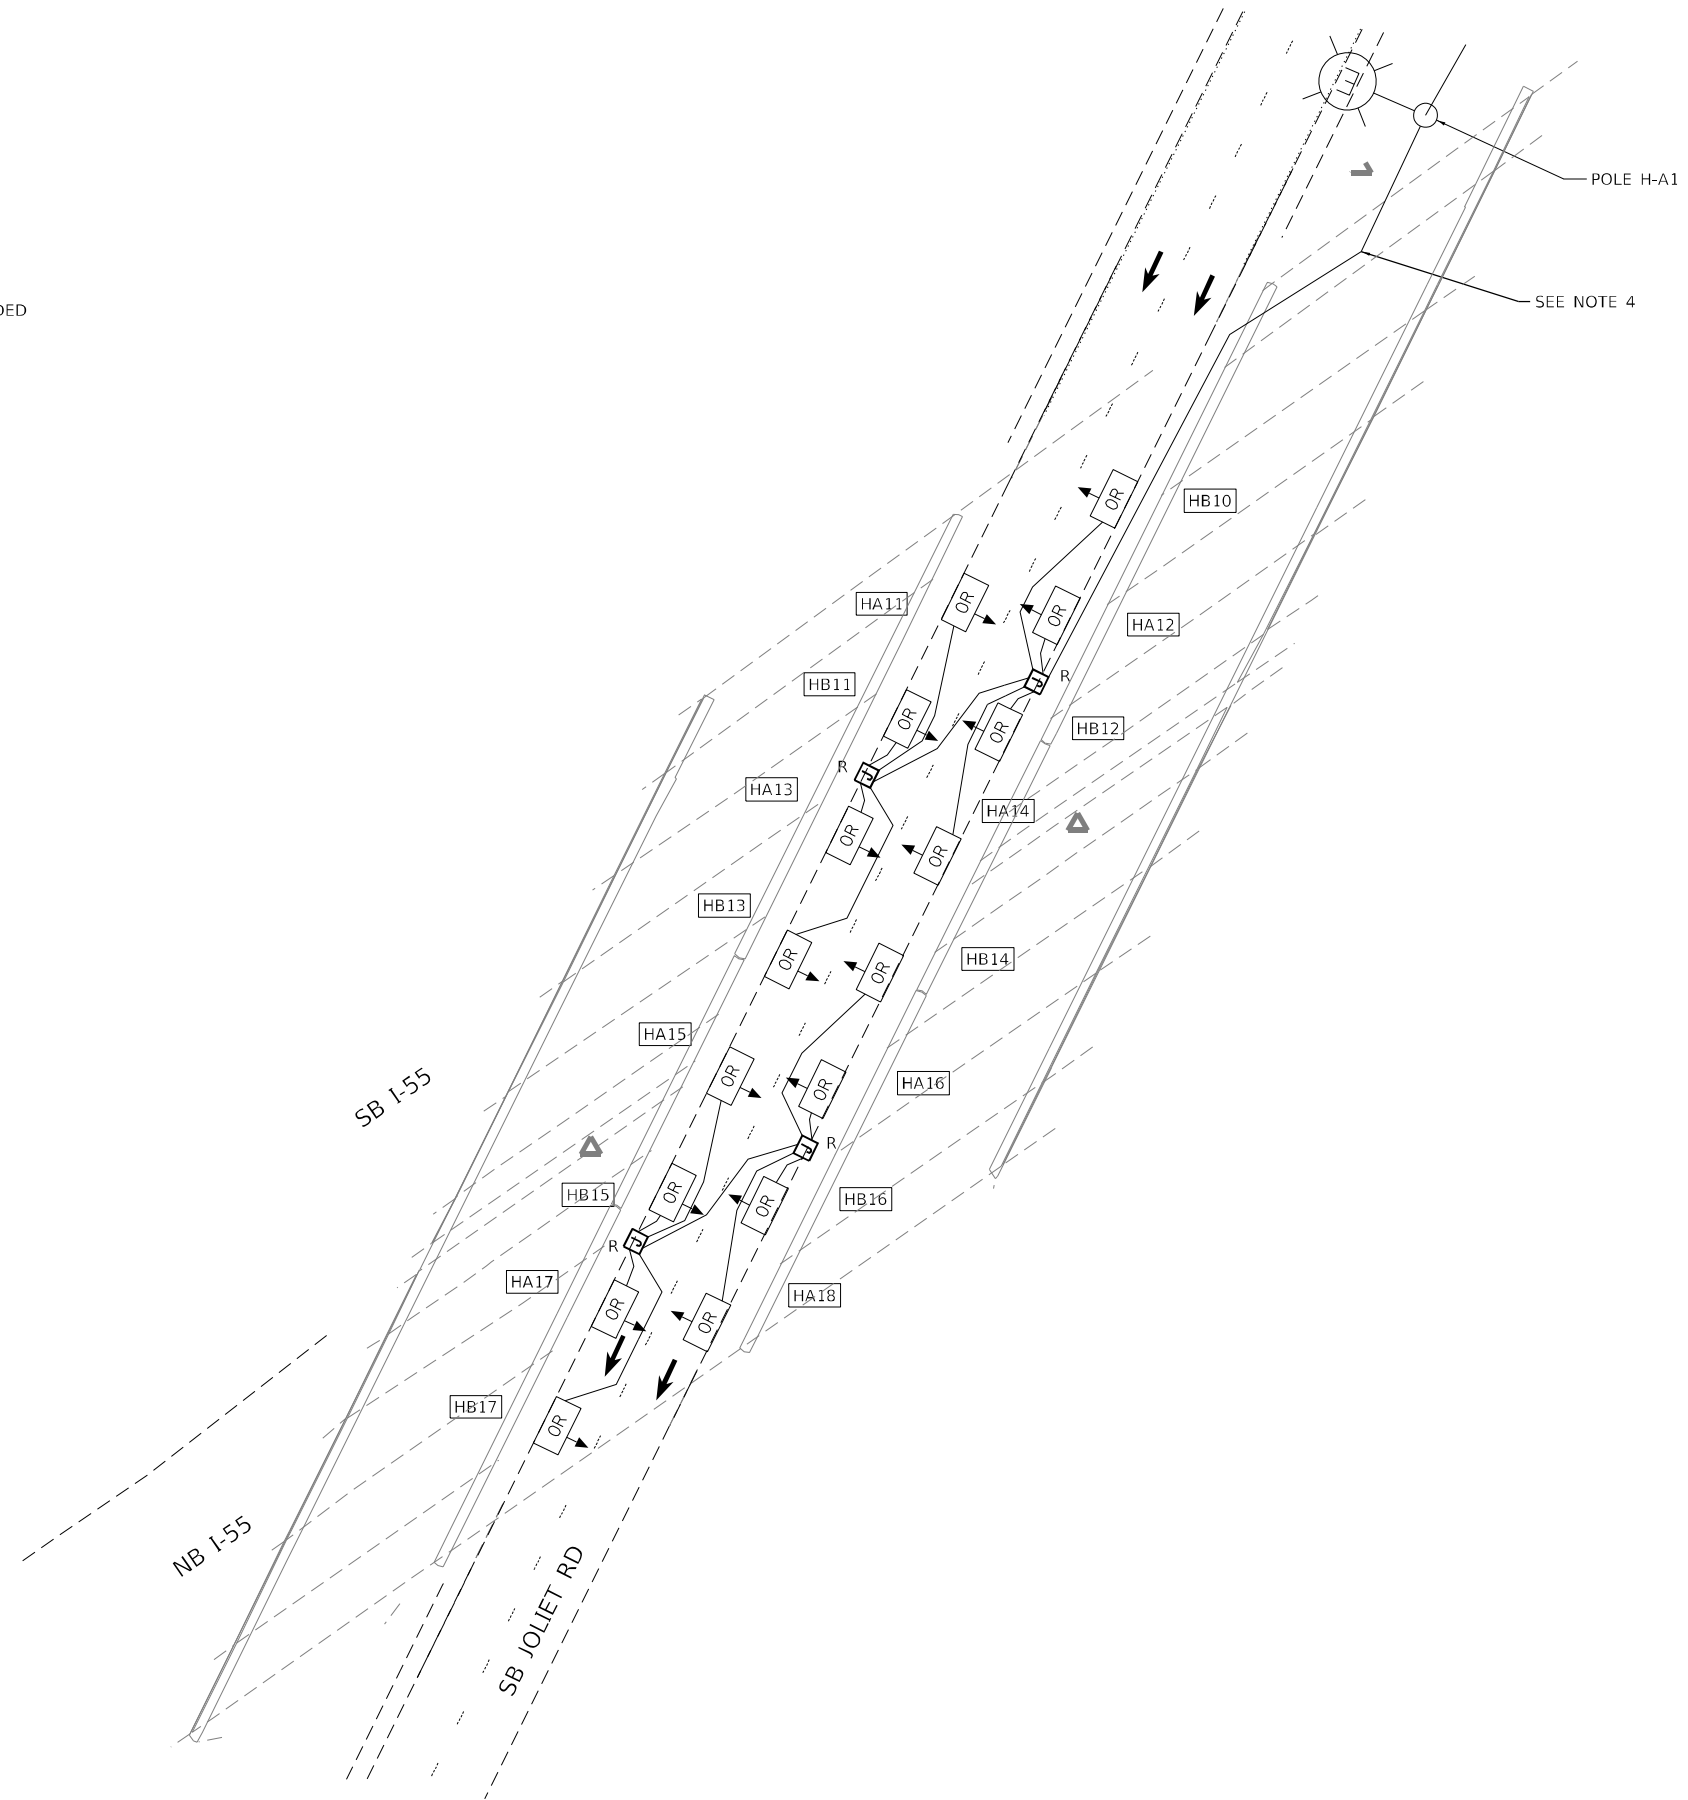 POLE H-A1
DED
SEE NOTE 4
OR
HB10
OR
HA11
OR
HA12
HB11
R
OR
HB12
OR
R
HA13
HA14
OR
OR
HB13
HB14
OR
OR
HA15
OR
HA16
OR
SB I-55
R
HB15
OR
HB16
OR
R
HA17
HA18
OR
OR
HB17
OR
NB I-55
SB JOLIET RD
J
J
J
J